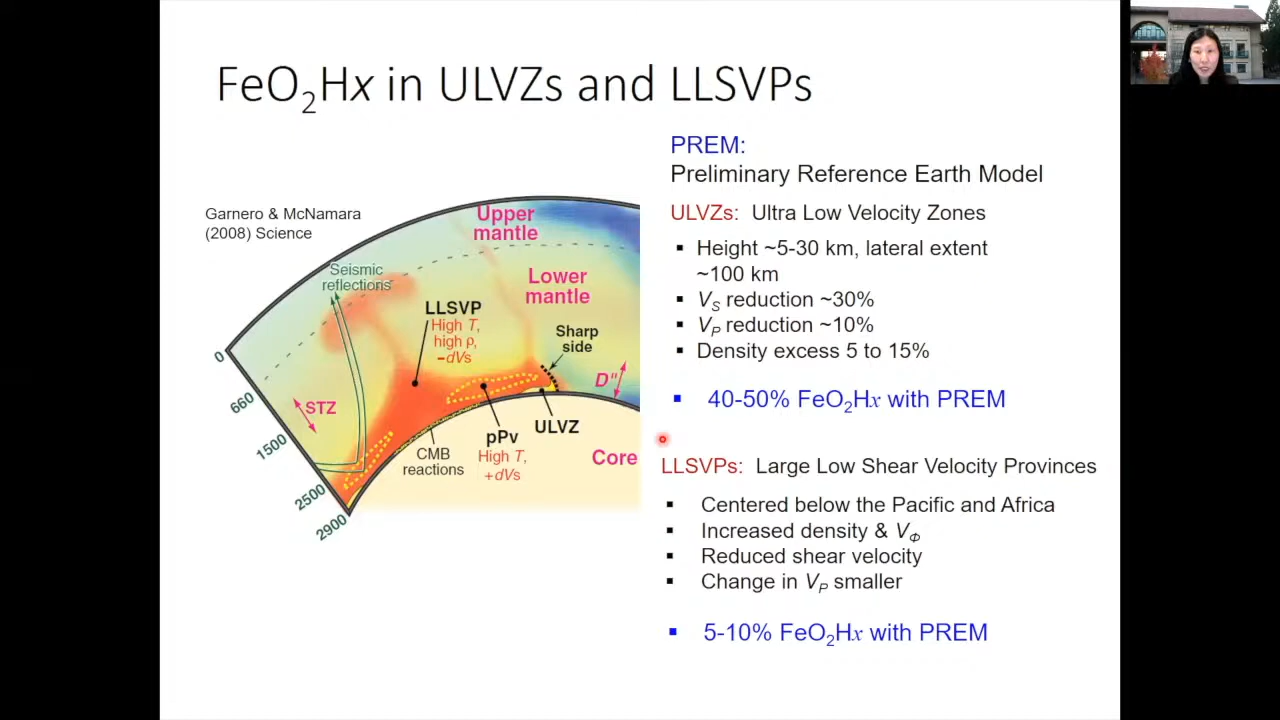 FeO₂Hx in ULVZs and LLSVPs
Garnero & McNamara
(2008) Science
Upper
mantle
Seismic
reflections
Lower
mantle
LLSVP
High T,
high ρ,
–dVs
Sharp
side
D"
STZ
pPv
High T,
+dVs
ULVZ
CMB
reactions
Core
0
660
1500
2500
2900
PREM:
Preliminary Reference Earth Model
ULVZs: Ultra Low Velocity Zones
▪ Height ~5-30 km, lateral extent
~100 km
▪ V_S reduction ~30%
▪ V_P reduction ~10%
▪ Density excess 5 to 15%
▪ 40-50% FeO₂Hx with PREM
LLSVPs: Large Low Shear Velocity Provinces
▪ Centered below the Pacific and Africa
▪ Increased density & V_Φ
▪ Reduced shear velocity
▪ Change in V_P smaller
▪ 5-10% FeO₂Hx with PREM